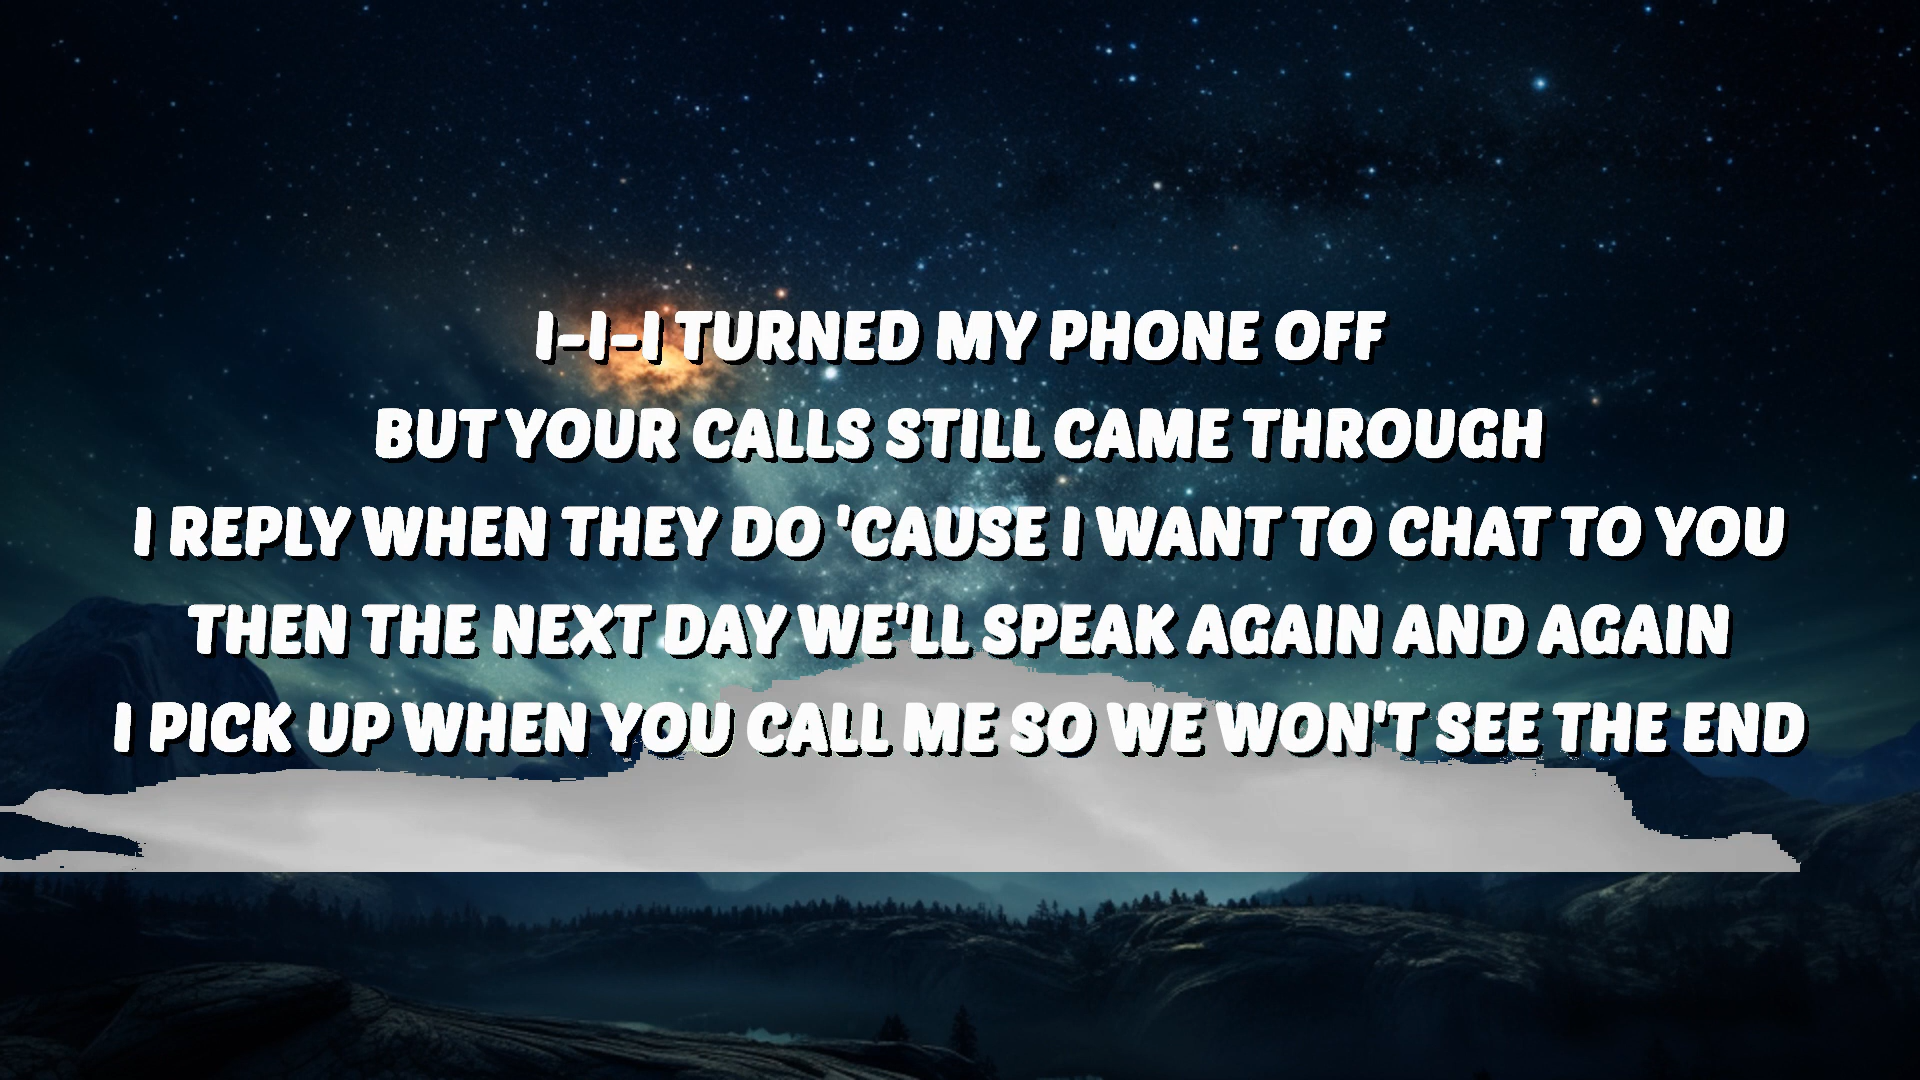 I-I-I TURNED MY PHONE OFF
BUT YOUR CALLS STILL CAME THROUGH
I REPLY WHEN THEY DO 'CAUSE I WANT TO CHAT TO YOU
THEN THE NEXT DAY WE'LL SPEAK AGAIN AND AGAIN
I PICK UP WHEN YOU CALL ME SO WE WON'T SEE THE END